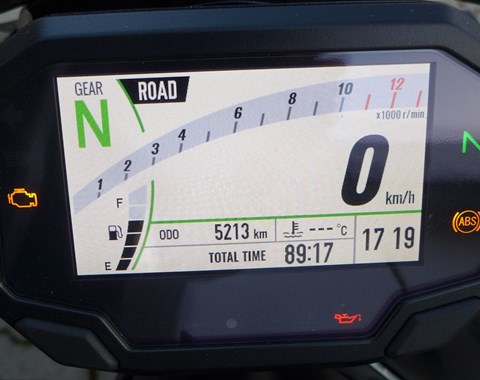 GEAR ROAD
N
1 2 3 4 6 8 10 12
x1000 r/min
N
0 km/h
F
ABS
ODO 5213 km --- °C 17 19
E TOTAL TIME 89:17